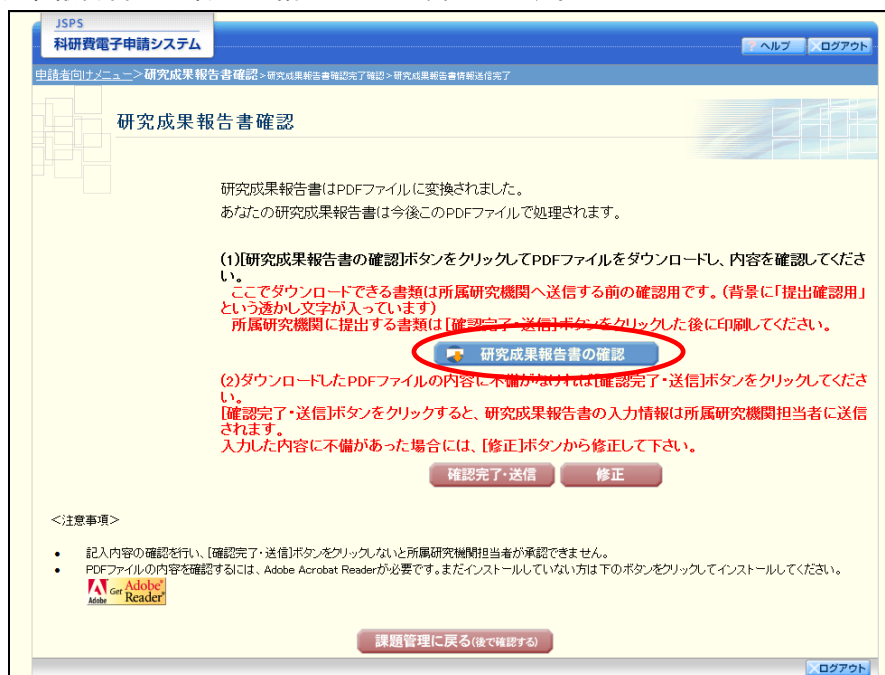 JSPS
科研費電子申請システム
? ヘルプ
ログアウト
申請者向けメニュー>研究成果報告書確認>研究成果報告書確認完了確認>研究成果報告書情報送信完了
研究成果報告書確認
研究成果報告書はPDFファイルに変換されました。
あなたの研究成果報告書は今後このPDFファイルで処理されます。
(1)[研究成果報告書の確認]ボタンをクリックしてPDFファイルをダウンロードし、内容を確認してくださ
い。
ここでダウンロードできる書類は所属研究機関へ送信する前の確認用です。(背景に「提出確認用」
という透かし文字が入っています)
所属研究機関に提出する書類は[確認完了・送信]ボタンをクリックした後に印刷してください。
研究成果報告書の確認
(2)ダウンロードしたPDFファイルの内容に不備がなければ[確認完了・送信]ボタンをクリックしてくださ
い。
[確認完了・送信]ボタンをクリックすると、研究成果報告書の入力情報は所属研究機関担当者に送信
されます。
入力した内容に不備があった場合には、[修正]ボタンから修正して下さい。
確認完了・送信
修正
<注意事項>
• 記入内容の確認を行い、[確認完了・送信]ボタンをクリックしないと所属研究機関担当者が承認できません。
• PDFファイルの内容を確認するには、Adobe Acrobat Readerが必要です。まだインストールしていない方は下のボタンをクリックしてインストールしてください。
Adobe
Get Adobe®
Reader®
課題管理に戻る(後で確認する)
ログアウト